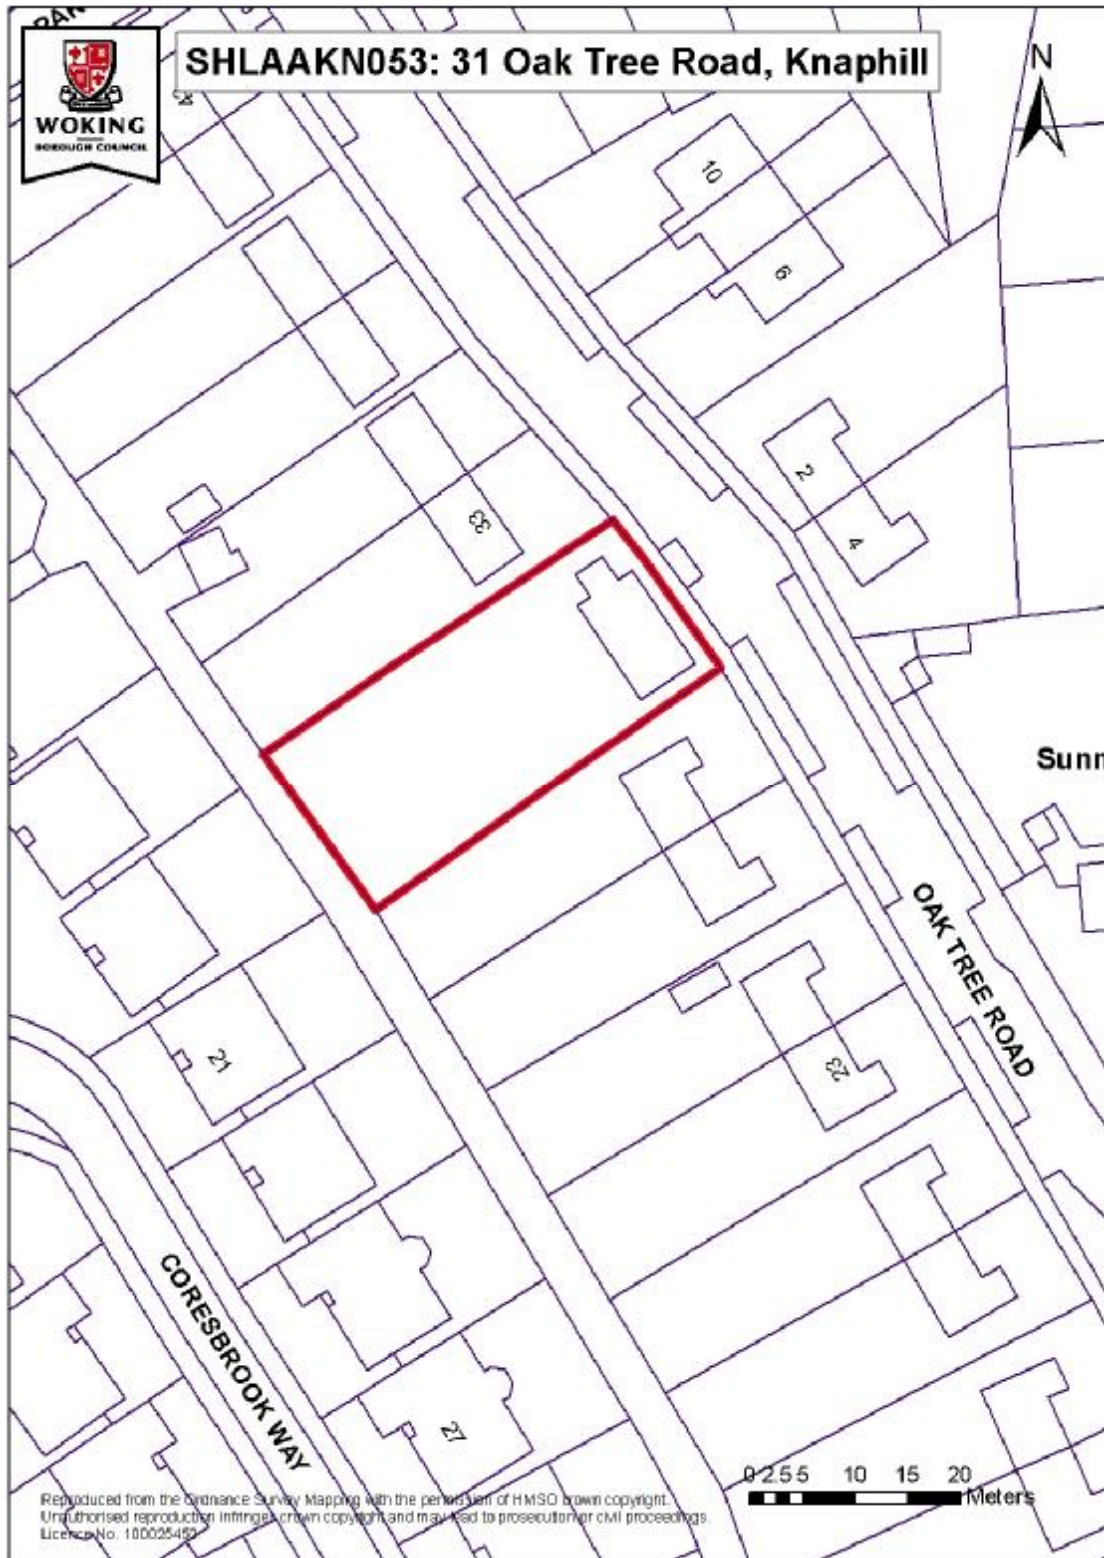 WOKING
BOROUGH COUNCIL
SHLAAKN053: 31 Oak Tree Road, Knaphill
N
10
6
2
4
33
Sunn
OAK TREE ROAD
23
21
CORESBROOK WAY
27
0 2.5 5 10 15 20
Meters
Reproduced from the Ordnance Survey Mapping with the permission of HMSO crown copyright.
Unauthorised reproduction infringes crown copyright and may lead to prosecution or civil proceedings.
Licence No. 100025452